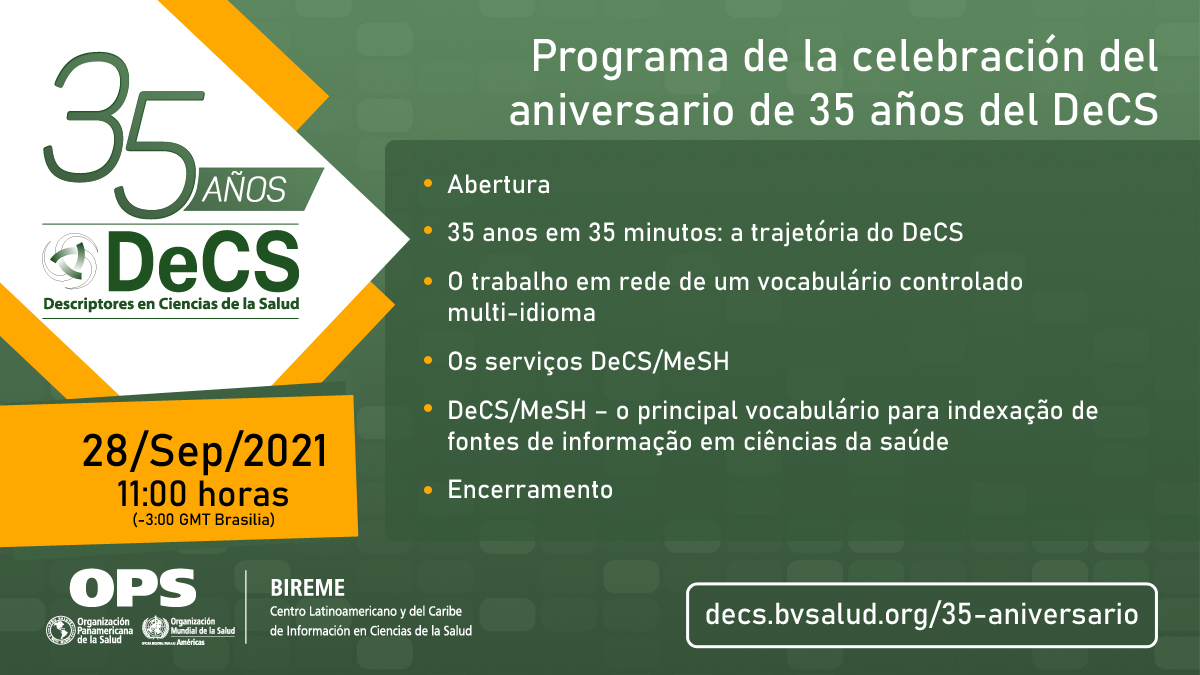 35
AÑOS
DeCS
Descriptores en Ciencias de la Salud
Programa de la celebración del
aniversario de 35 años del DeCS
• Abertura
• 35 anos em 35 minutos: a trajetória do DeCS
• O trabalho em rede de um vocabulário controlado
multi-idioma
• Os serviços DeCS/MeSH
• DeCS/MeSH – o principal vocabulário para indexação de
fontes de informação em ciências da saúde
• Encerramento
28/Sep/2021
11:00 horas
(-3:00 GMT Brasilia)
OPS
Organización
Panamericana
de la Salud
Organización
Mundial de la Salud
OFICINA REGIONAL PARA LAS Américas
BIREME
Centro Latinoamericano y del Caribe
de Información en Ciencias de la Salud
decs.bvsalud.org/35-aniversario